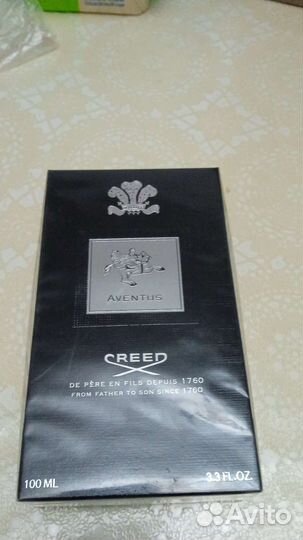 AVENTUS
CREED
DE PÈRE EN FILS DEPUIS 1760
FROM FATHER TO SON SINCE 1760
100 ML
3.3 FL.OZ.
Avito